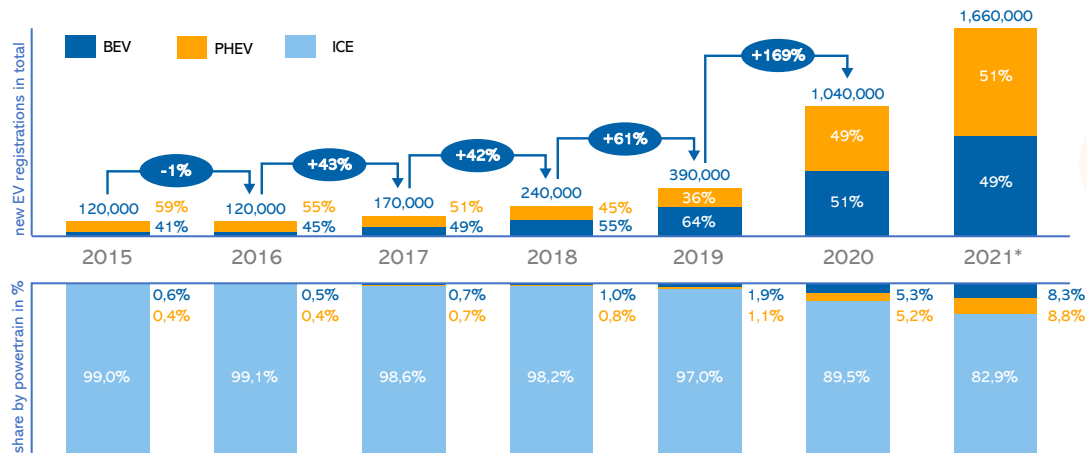 new EV registrations in total
BEV
PHEV
ICE
-1%
+43%
+42%
+61%
+169%
120,000
120,000
170,000
240,000
390,000
1,040,000
1,660,000
59%
41%
55%
45%
51%
49%
45%
55%
36%
64%
49%
51%
51%
49%
2015 2016 2017 2018 2019 2020 2021*
share by powertrain in %
0,6% 0,5% 0,7% 1,0% 1,9% 5,3% 8,3%
0,4% 0,4% 0,7% 0,8% 1,1% 5,2% 8,8%
99,0% 99,1% 98,6% 98,2% 97,0% 89,5% 82,9%